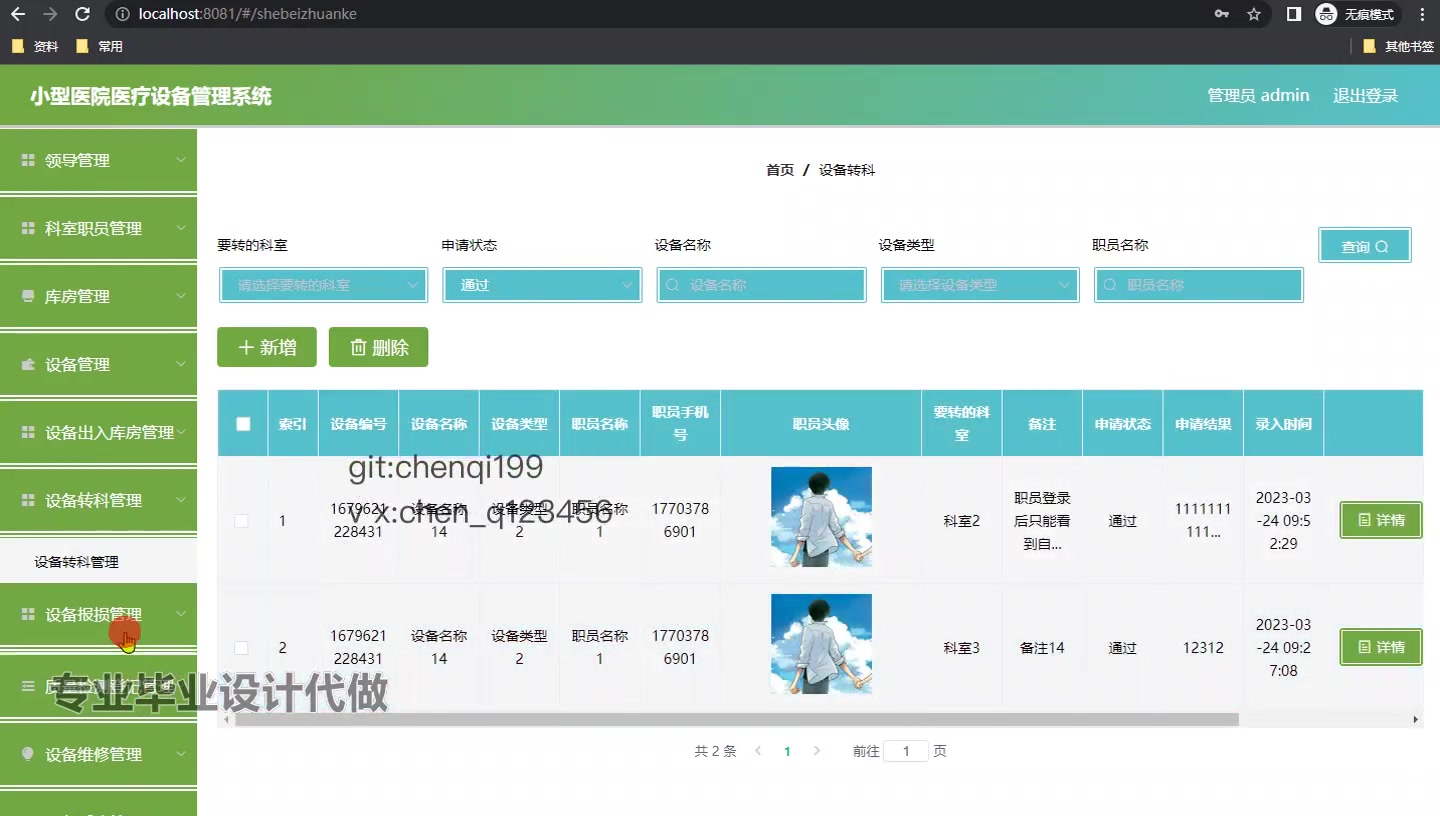 localhost:8081/#/shebeizhuanke
无痕模式
资料 常用 其他书签
小型医院医疗设备管理系统
管理员 admin 退出登录
领导管理
科室职员管理
库房管理
设备管理
设备出入库房管理
设备转科管理
设备转科管理
设备报损管理
设备维修管理
首页 / 设备转科
要转的科室 申请状态 设备名称 设备类型 职员名称
查询
请选择要转的科室 通过 设备名称 请选择设备类型 职员名称
新增 删除
索引 设备编号 设备名称 设备类型 职员名称 职员手机号 职员头像 要转的科室 备注 申请状态 申请结果 录入时间
1 1679621228431 设备名称14 设备类型2 职员名称1 17703786901 科室2 职员登录后只能看到自... 通过 1111111111... 2023-03-24 09:52:29 详情
2 1679621228431 设备名称14 设备类型2 职员名称1 17703786901 科室3 备注14 通过 12312 2023-03-24 09:27:08 详情
git:chenqi199
v x:chen_q123456
专业毕业设计代做
共 2 条 1 前往 1 页